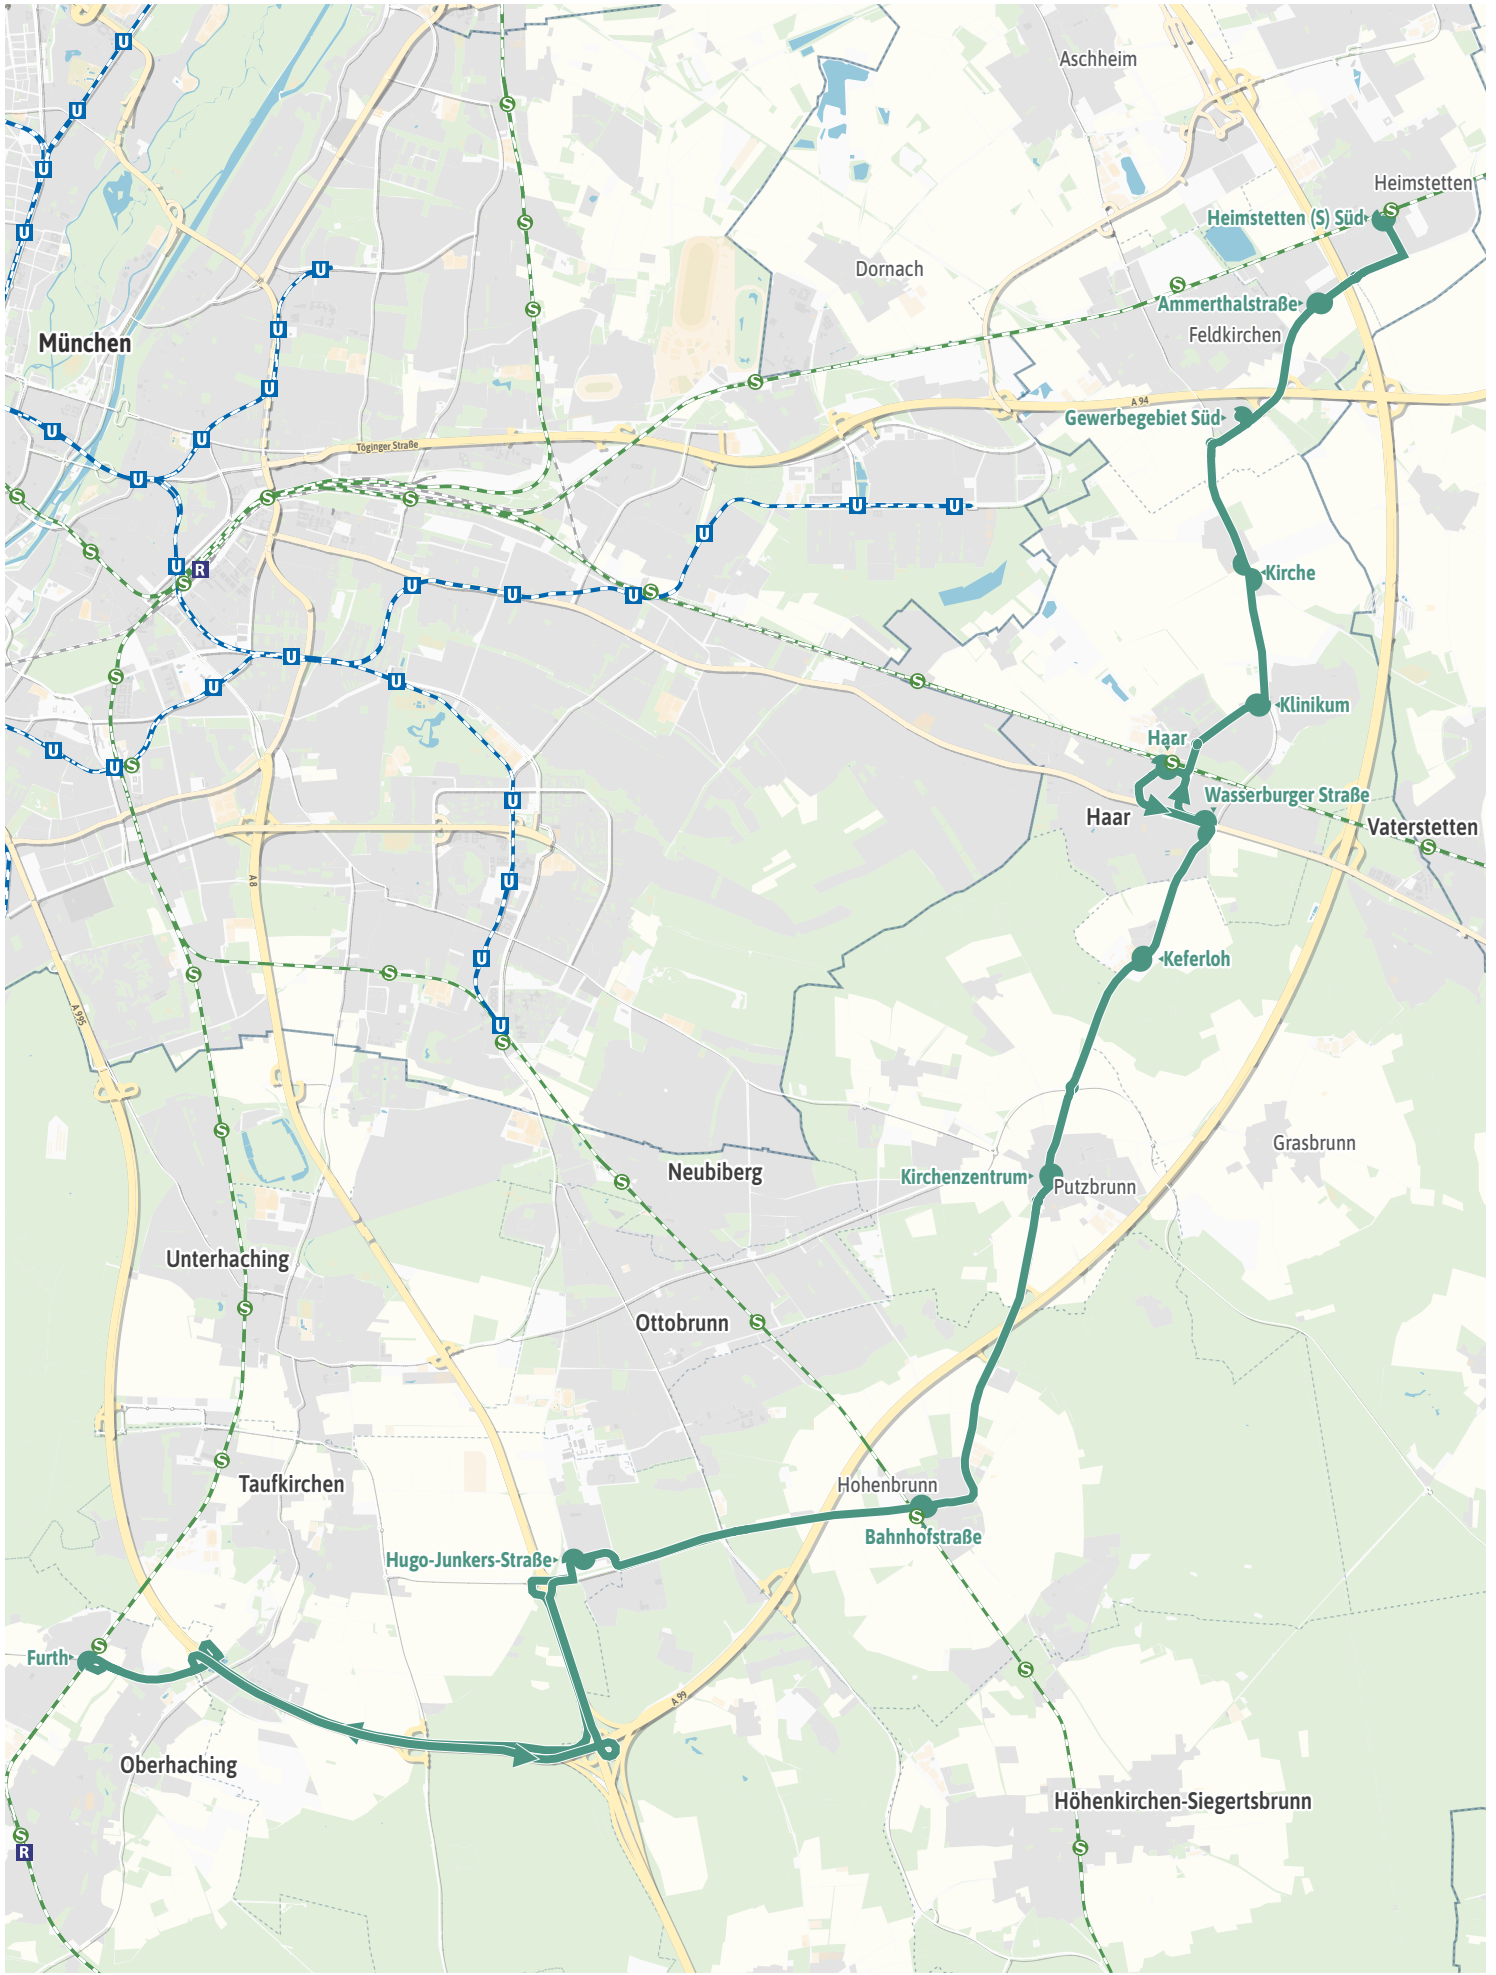 U
U
Aschheim
S
U
Heimstetten
S
Heimstetten (S) Süd
S
U
Dornach
U
S
Ammerthalstraße
S
U
Feldkirchen
München
S
U
A 94
Gewerbegebiet Süd
U
U
Töginger Straße
U
S
S
S
U
U
U
S
U
R
S
Kirche
U
U
U
S
U
S
S
U
U
Klinikum
Haar
U
U
S
S
Wasserburger Straße
U
Haar
Vaterstetten
S
A 8
U
U
Keferloh
S
S
A 995
U
S
S
Grasbrunn
Neubiberg
S
Kirchenzentrum
Putzbrunn
Unterhaching
S
Ottobrunn
S
S
Taufkirchen
Hohenbrunn
S
Bahnhofstraße
Hugo-Junkers-Straße
S
Furth
S
A 99
Oberhaching
Höhenkirchen-Siegertsbrunn
S
R
S